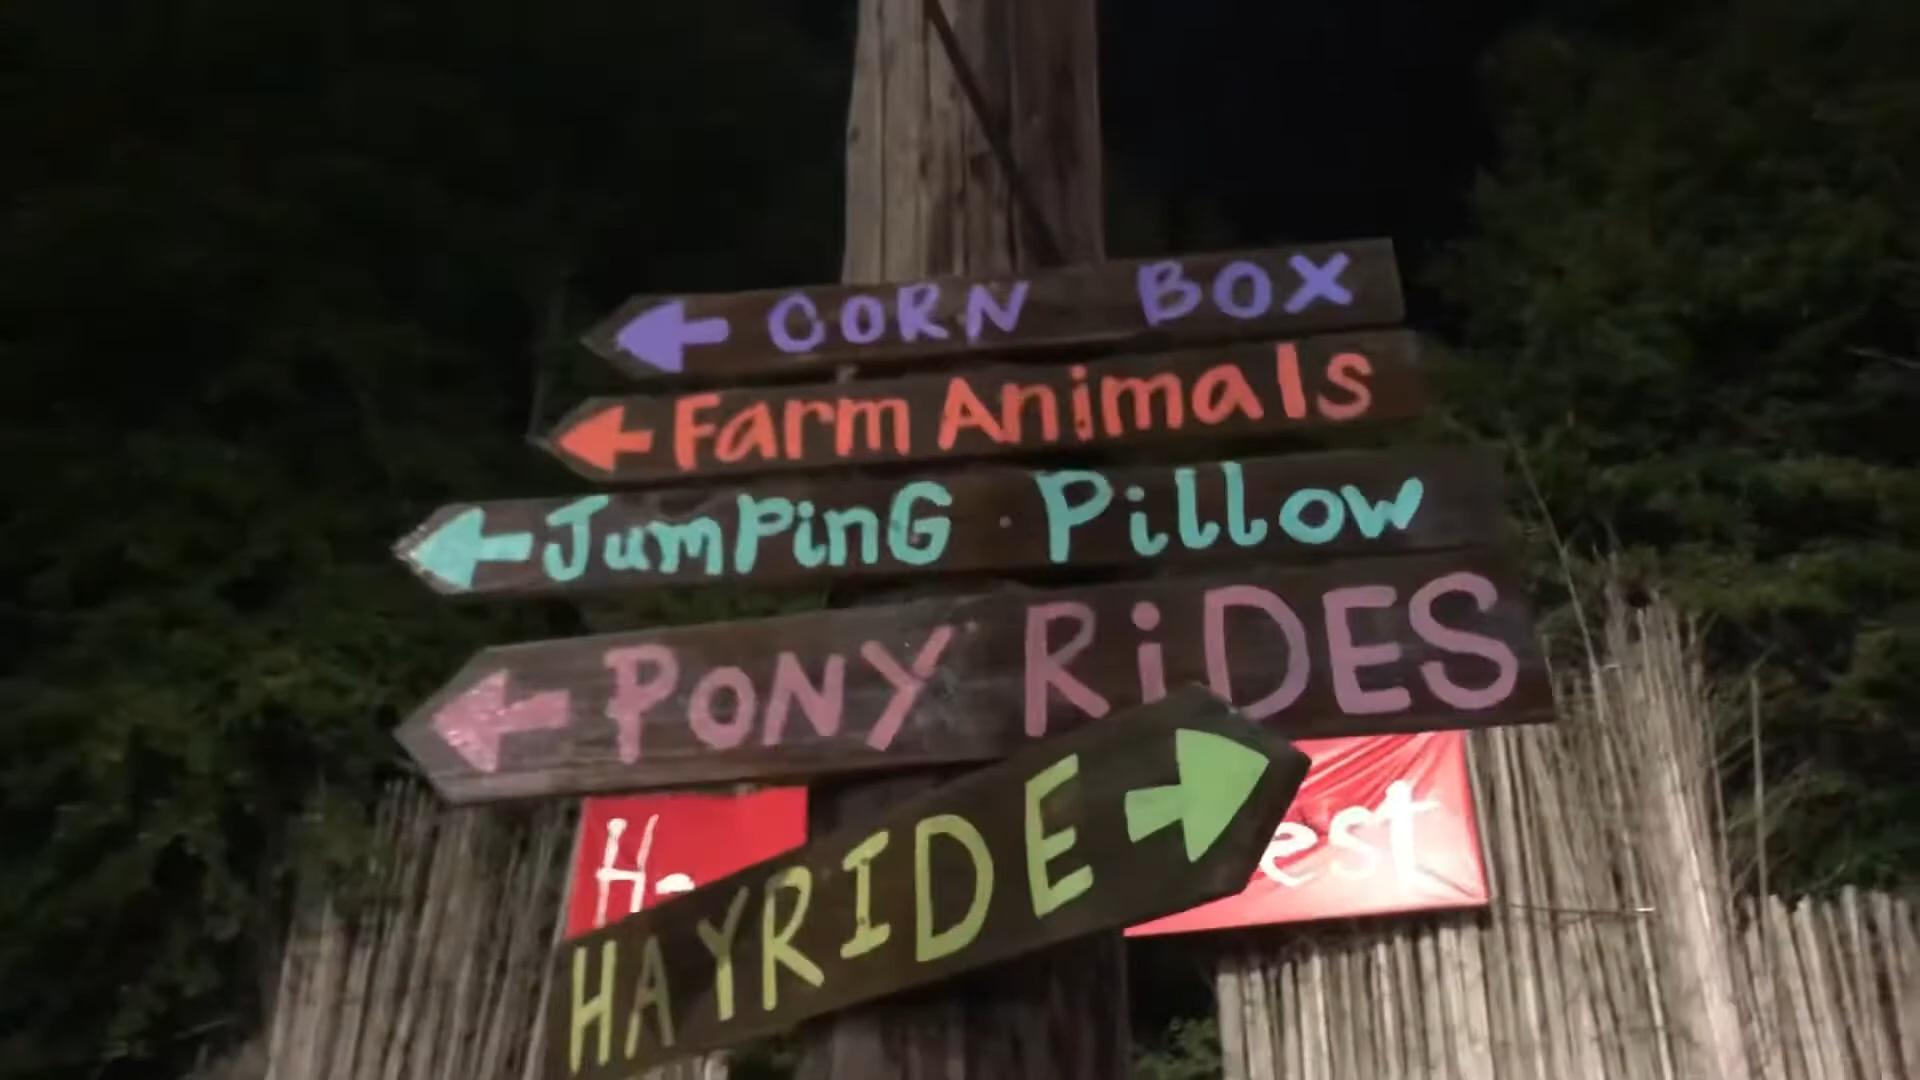 CORN BOX
Farm Animals
JumPinG Pillow
PONY RiDES
HAYRIDE